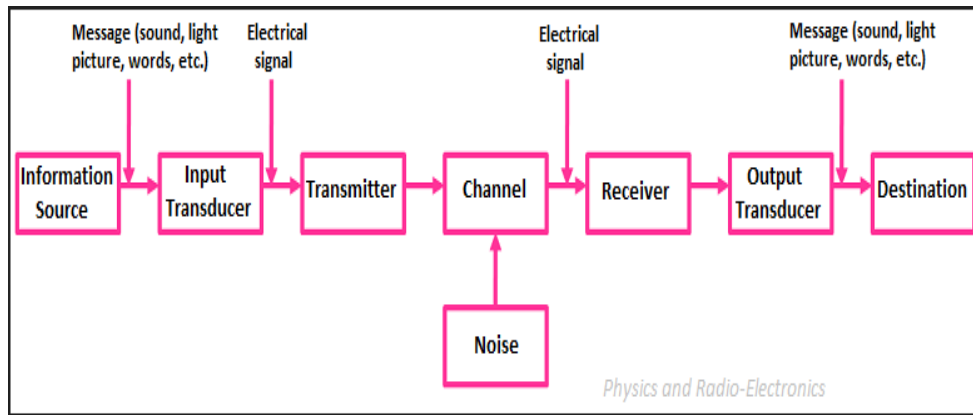 Message (sound, light
picture, words, etc.)
Electrical
signal
Electrical
signal
Message (sound, light
picture, words, etc.)
Information
Source
Input
Transducer
Transmitter
Channel
Receiver
Output
Transducer
Destination
Noise
Physics and Radio-Electronics